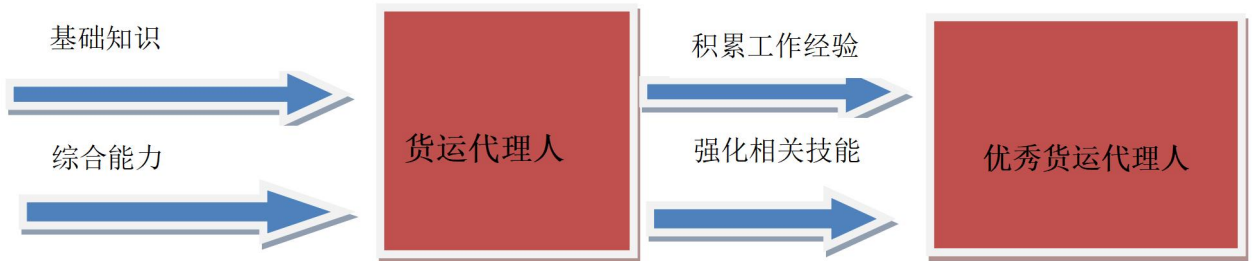 基础知识
综合能力
货运代理人
积累工作经验
强化相关技能
优秀货运代理人